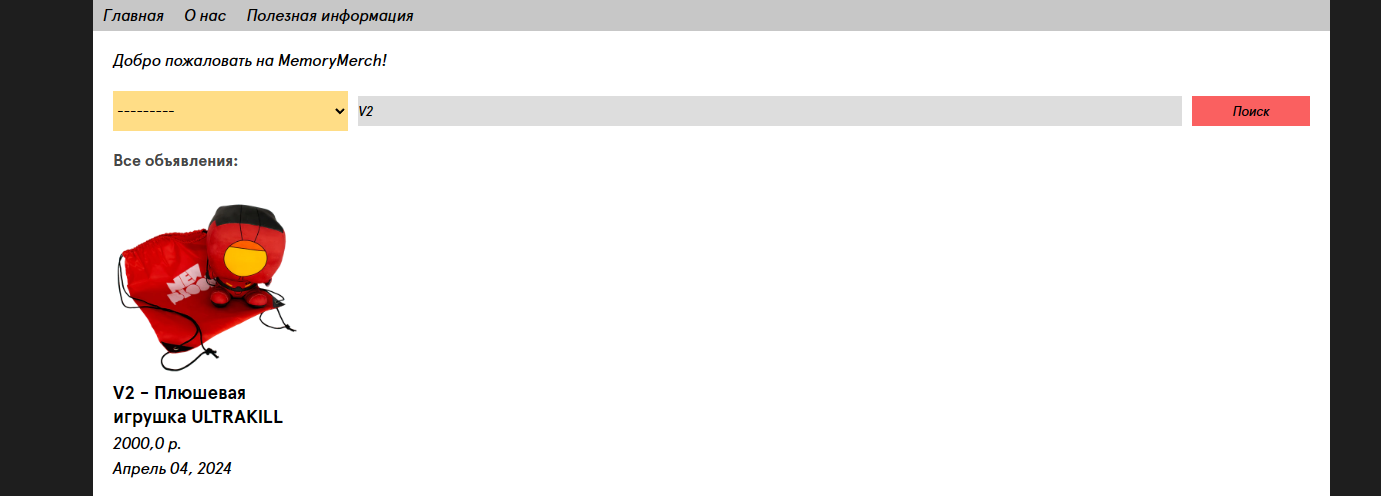 Главная О нас Полезная информация
Добро пожаловать на MemoryMerch!
--------- V2 Поиск
Все объявления:
NEW
V2 - Плюшевая
игрушка ULTRAKILL
2000,0 р.
Апрель 04, 2024